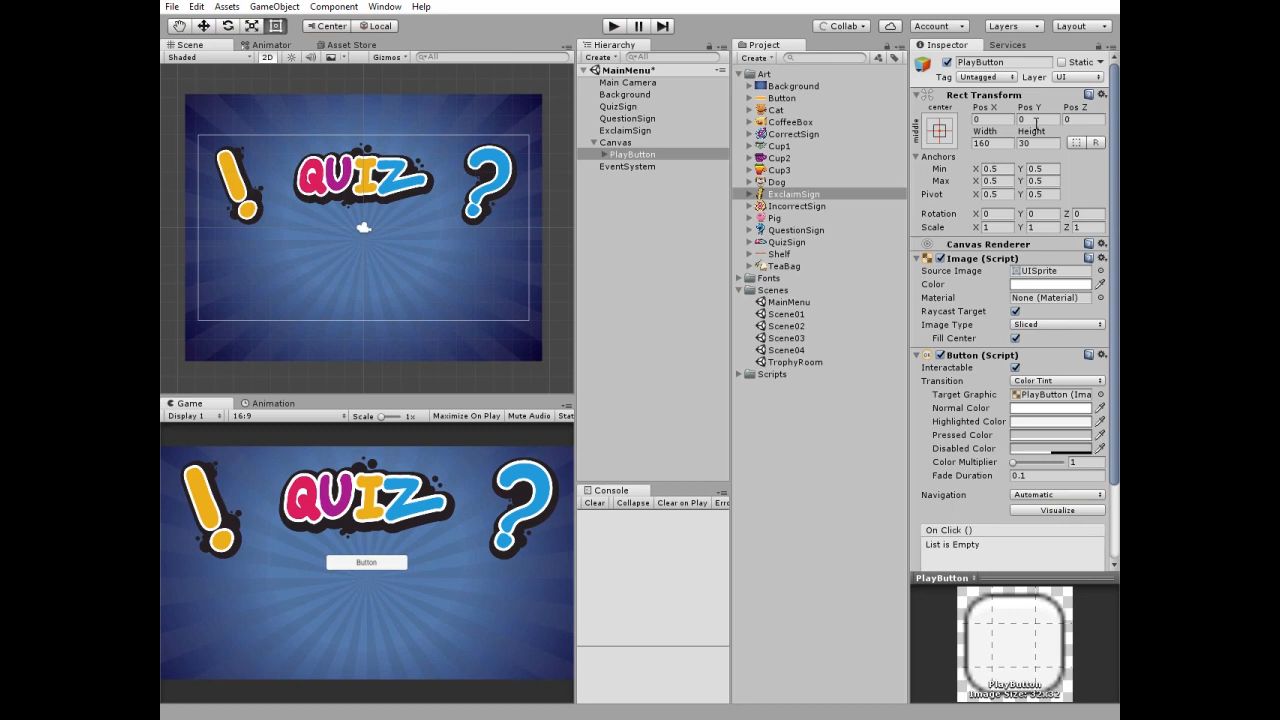 File Edit Assets GameObject Component Window Help
Center Local Collab Account Layers Layout
Scene Animator Asset Store
Shaded 2D Gizmos All
QUIZ
Game Animation
Display 1 16:9 Scale 1x Maximize On Play Mute Audio Stat
QUIZ
Button
Hierarchy
Create All
MainMenu*
Main Camera
Background
QuizSign
QuestionSign
ExclaimSign
Canvas
PlayButton
EventSystem
Console
Clear Collapse Clear on Play Erro
Project
Create
Art
Background
Button
Cat
CoffeeBox
CorrectSign
Cup1
Cup2
Cup3
Dog
ExclaimSign
IncorrectSign
Pig
QuestionSign
QuizSign
Shelf
TeaBag
Fonts
Scenes
MainMenu
Scene01
Scene02
Scene03
Scene04
TrophyRoom
Scripts
Inspector Services
PlayButton Static
Tag Untagged Layer UI
Rect Transform
center Pos X Pos Y Pos Z
middle 0 0 0
Width Height
160 30 R
Anchors
Min X 0.5 Y 0.5
Max X 0.5 Y 0.5
Pivot X 0.5 Y 0.5
Rotation X 0 Y 0 Z 0
Scale X 1 Y 1 Z 1
Canvas Renderer
Image (Script)
Source Image UISprite
Color
Material None (Material)
Raycast Target
Image Type Sliced
Fill Center
Button (Script)
Interactable
Transition Color Tint
Target Graphic PlayButton (Ima
Normal Color
Highlighted Color
Pressed Color
Disabled Color
Color Multiplier 1
Fade Duration 0.1
Navigation Automatic
Visualize
On Click ()
List is Empty
PlayButton
PlayButton
Image Size: 32x32